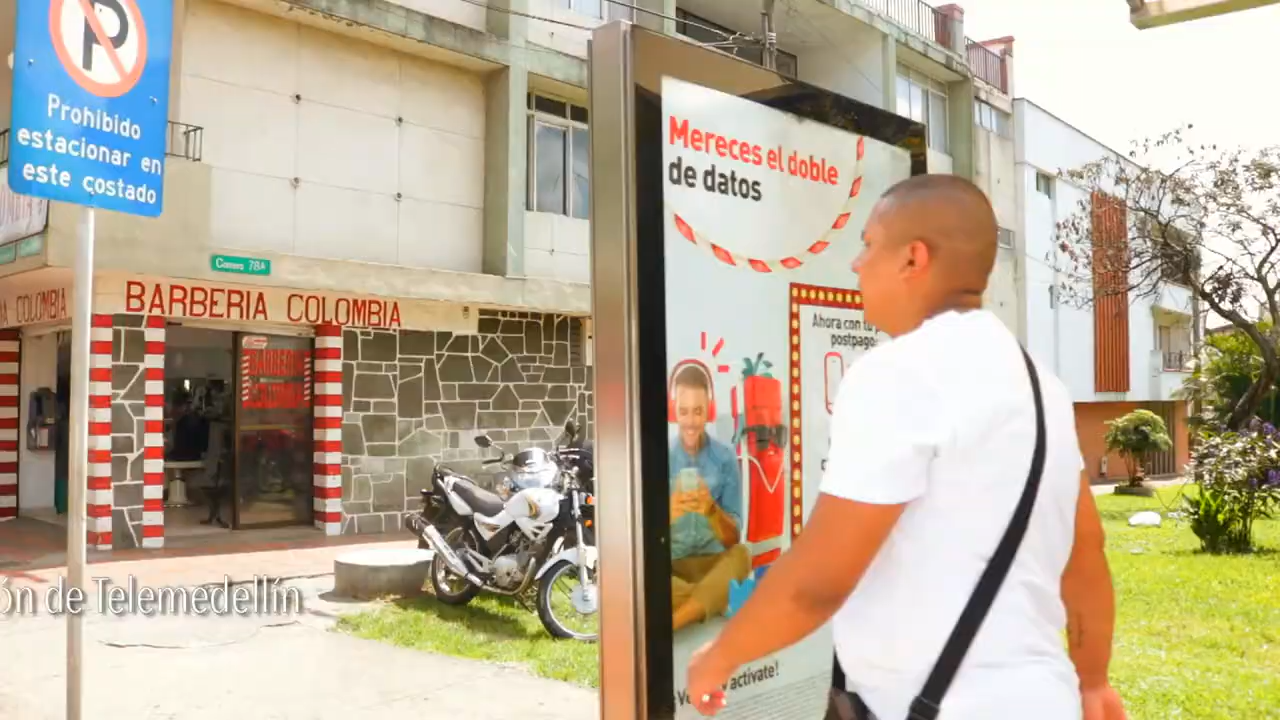 Prohibido
estacionar en
este costado
Carrera 78A
BARBERIA COLOMBIA
COLOMBIA
BARBERIA
Mereces el doble
de datos
Ahora con tu
postpago
activate!
ón de Telemedellín